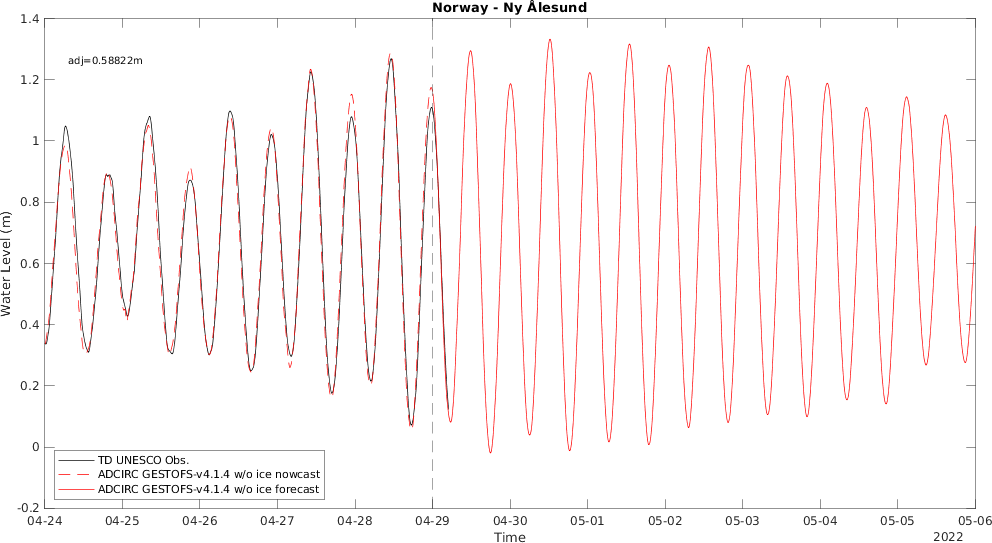 Norway - Ny Ålesund
adj=0.58822m
Water Level (m)
1.4
1.2
1
0.8
0.6
0.4
0.2
0
-0.2
TD UNESCO Obs.
ADCIRC GESTOFS-v4.1.4 w/o ice nowcast
ADCIRC GESTOFS-v4.1.4 w/o ice forecast
04-24 04-25 04-26 04-27 04-28 04-29 04-30 05-01 05-02 05-03 05-04 05-05 05-06
Time
2022